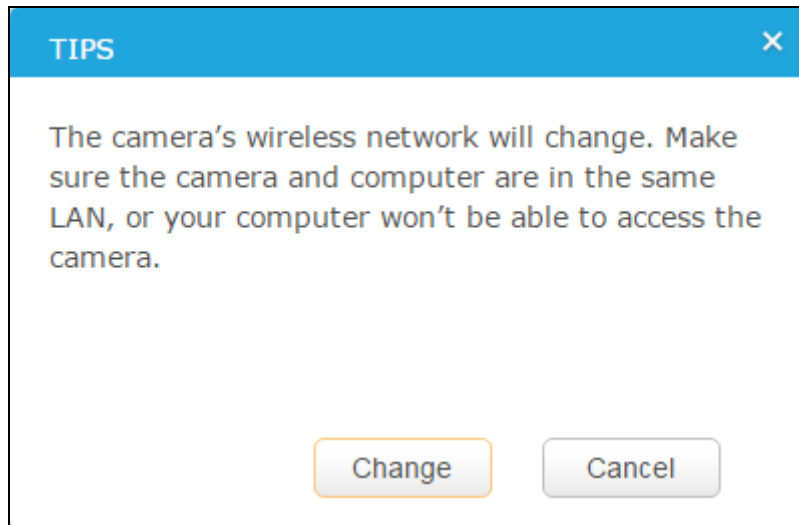 TIPS
The camera’s wireless network will change. Make
sure the camera and computer are in the same
LAN, or your computer won’t be able to access the
camera.
Change Cancel